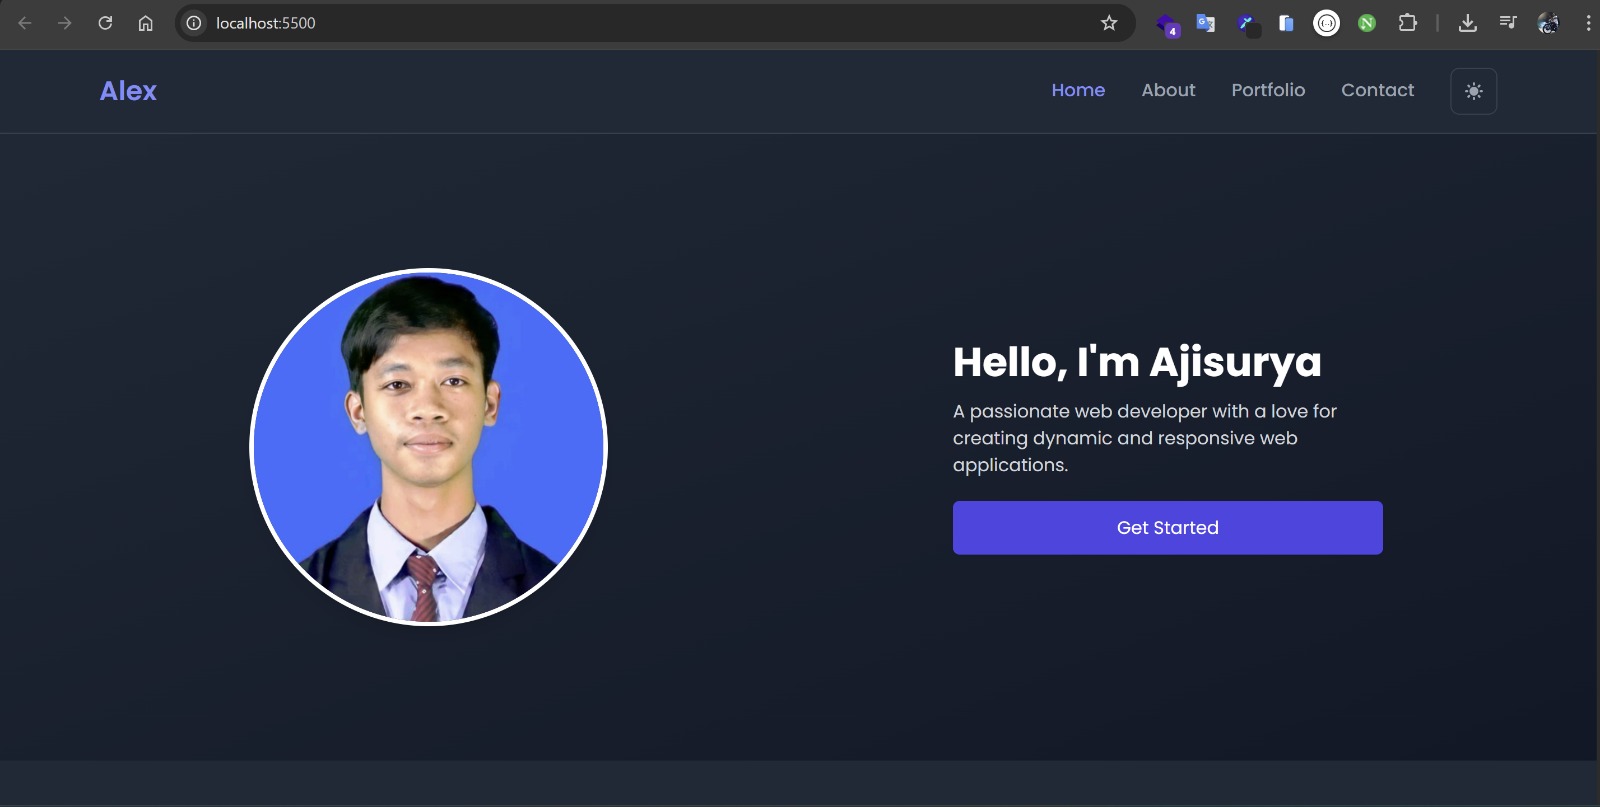 localhost:5500
4
Alex
Home About Portfolio Contact
Hello, I'm Ajisurya
A passionate web developer with a love for
creating dynamic and responsive web
applications.
Get Started